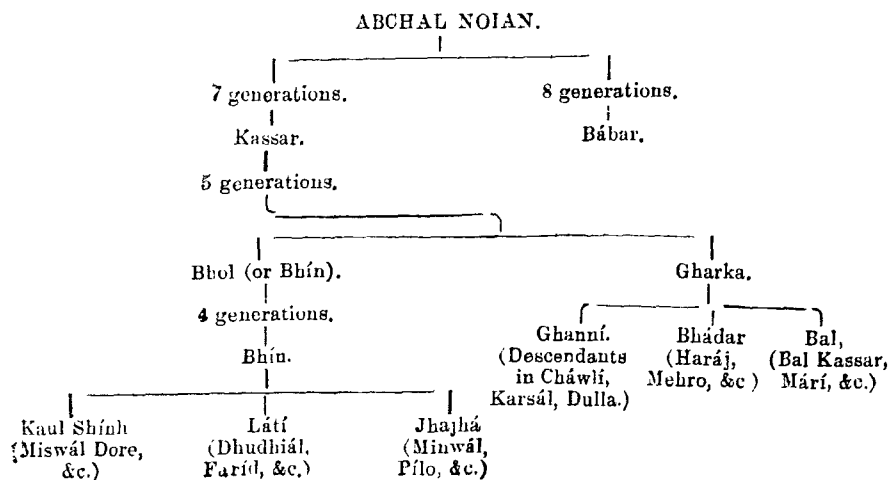 ABCHAL NOIAN.
7 generations.
8 generations.
Kassar.
Bábar.
5 generations.
Bhol (or Bhín).
Gharka.
4 generations.
Bhín.
Ghanní.
(Descendants
in Cháwlí,
Karsál, Dulla.)
Bhádar
(Haráj,
Mehro, &c )
Bal,
(Bal Kassar,
Márí, &c.)
Kaul Shính
(Miswál Dore,
&c.)
Látí
(Dhudhiál,
Faríd, &c.)
Jhajhá
(Minwál,
Pílo, &c.)